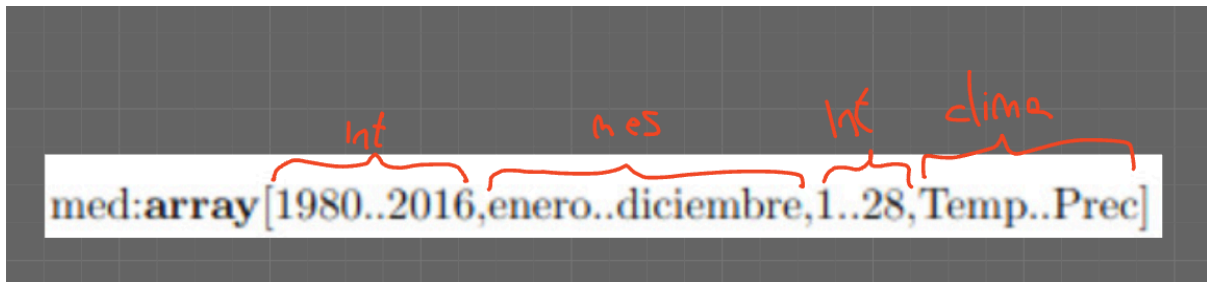 Int mes Int clima
med:array[1980..2016,enero..diciembre,1..28,Temp..Prec]